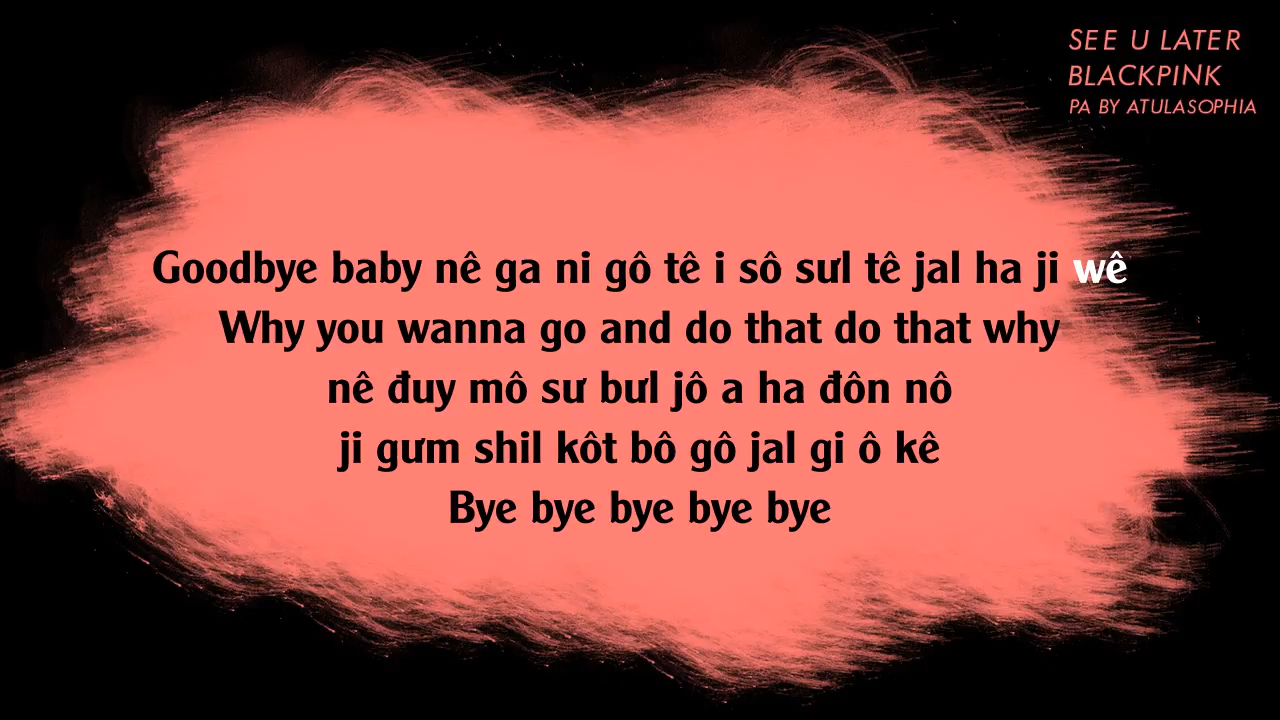 SEE U LATER
BLACKPINK
PA BY ATULASOPHIA
Goodbye baby nê ga ni gô tê i sô sưl tê jal ha ji wê
Why you wanna go and do that do that why
nê đuy mô sư bưl jô a ha đôn nô
ji gưm shil kôt bô gô jal gi ô kê
Bye bye bye bye bye